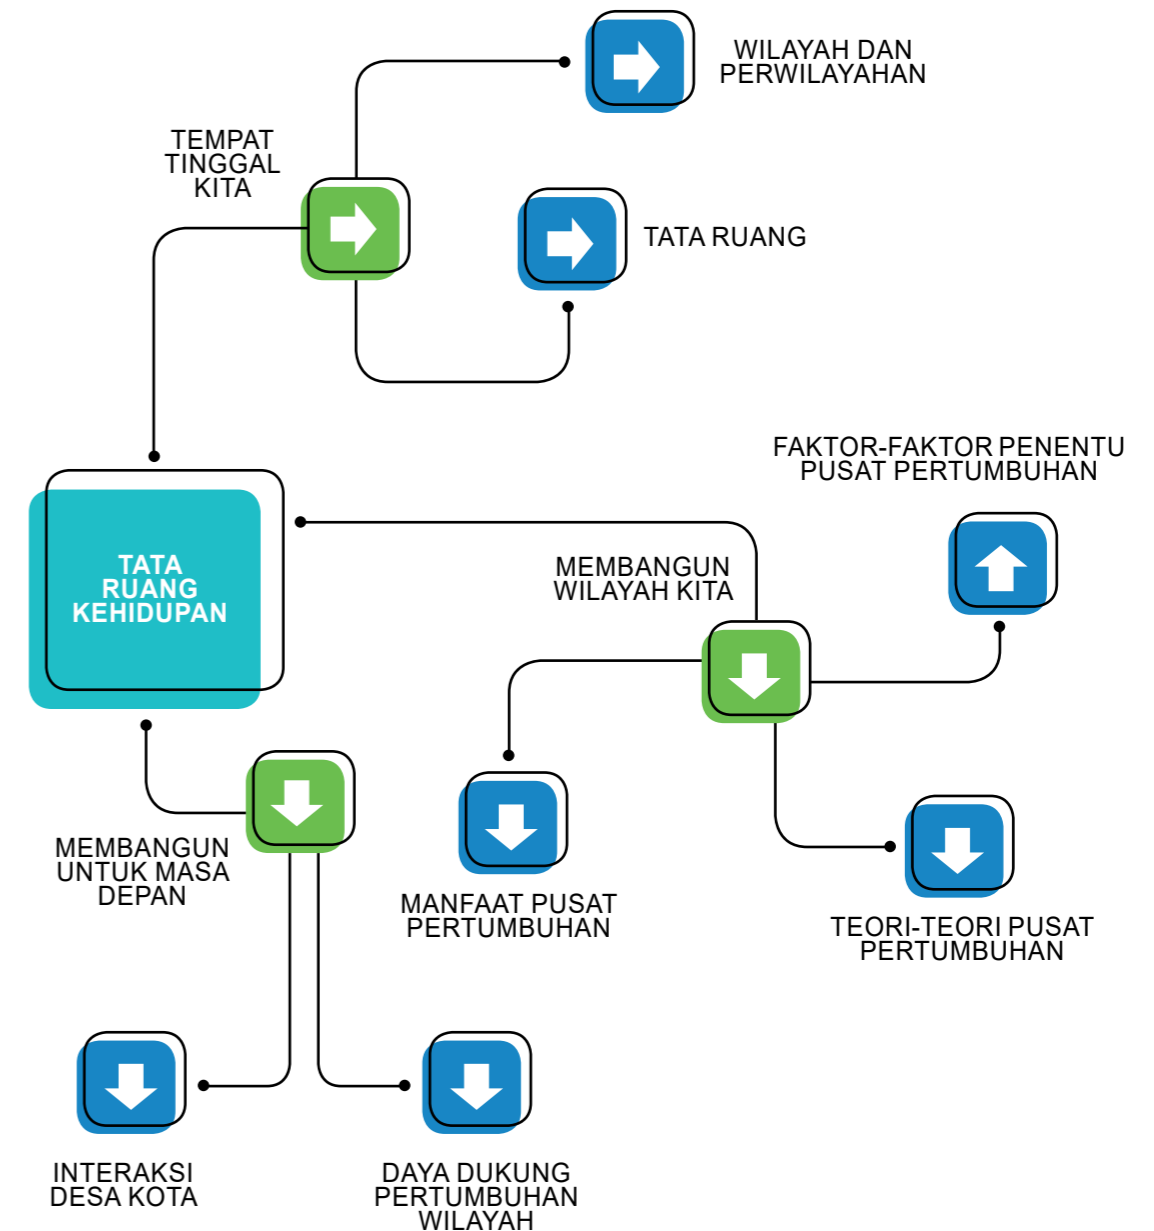 WILAYAH DAN
PERWILAYAHAN
TEMPAT
TINGGAL
KITA
TATA RUANG
FAKTOR-FAKTOR PENENTU
PUSAT PERTUMBUHAN
TATA
RUANG
KEHIDUPAN
MEMBANGUN
WILAYAH KITA
MEMBANGUN
UNTUK MASA
DEPAN
MANFAAT PUSAT
PERTUMBUHAN
TEORI-TEORI PUSAT
PERTUMBUHAN
INTERAKSI
DESA KOTA
DAYA DUKUNG
PERTUMBUHAN
WILAYAH